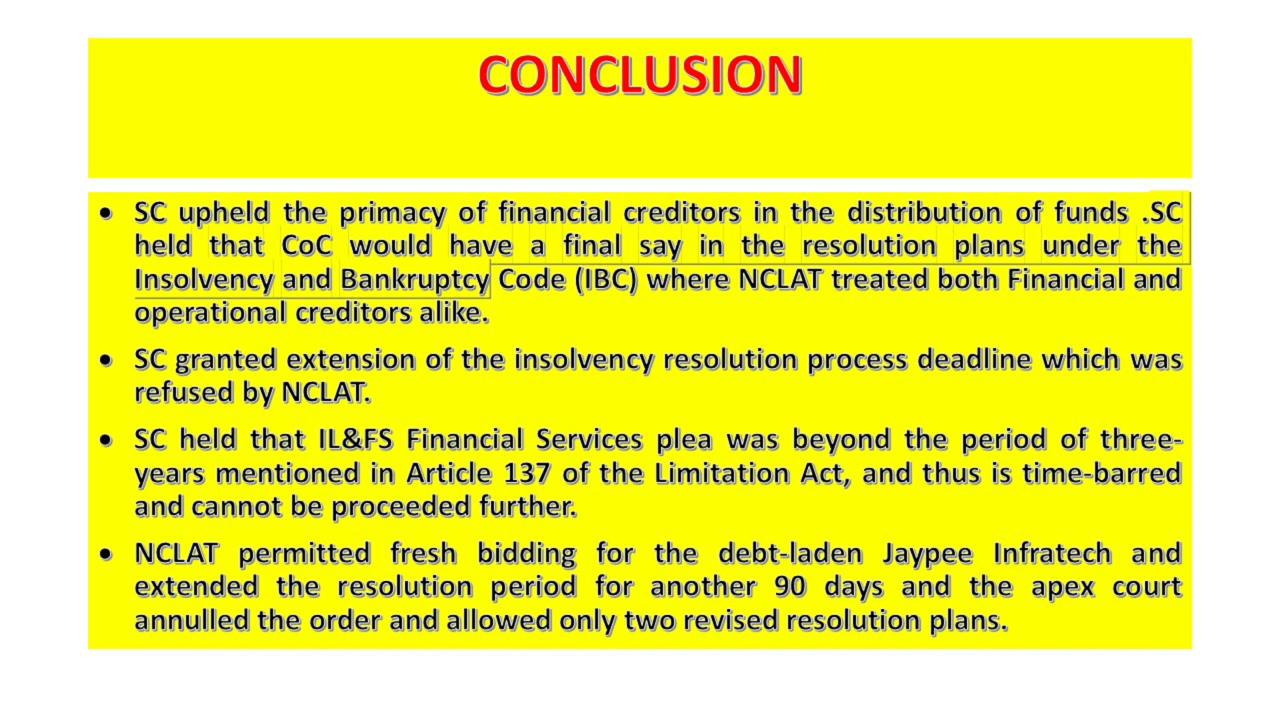 CONCLUSION
• SC upheld the primacy of financial creditors in the distribution of funds .SC
held that CoC would have a final say in the resolution plans under the
Insolvency and Bankruptcy Code (IBC) where NCLAT treated both Financial and
operational creditors alike.
• SC granted extension of the insolvency resolution process deadline which was
refused by NCLAT.
• SC held that IL&FS Financial Services plea was beyond the period of three-
years mentioned in Article 137 of the Limitation Act, and thus is time-barred
and cannot be proceeded further.
• NCLAT permitted fresh bidding for the debt-laden Jaypee Infratech and
extended the resolution period for another 90 days and the apex court
annulled the order and allowed only two revised resolution plans.